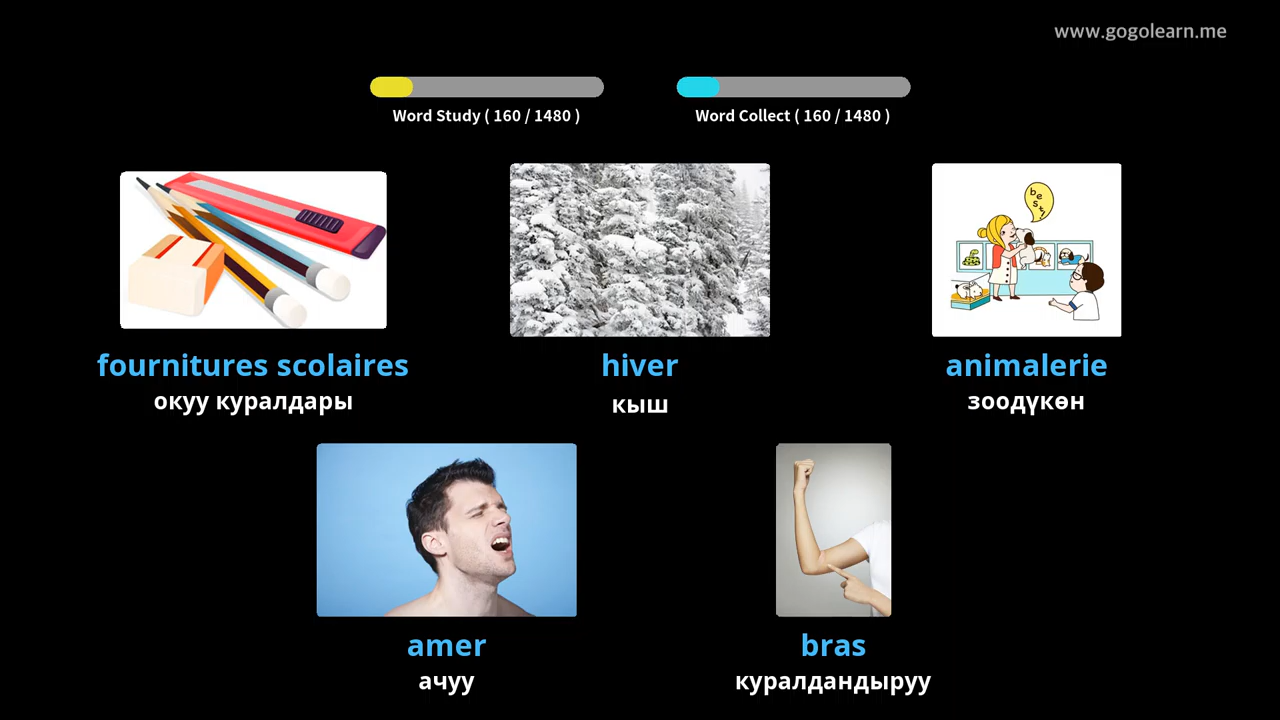 www.gogolearn.me
Word Study ( 160 / 1480 )
Word Collect ( 160 / 1480 )
best
fournitures scolaires
окуу куралдары
hiver
кыш
animalerie
зоодүкөн
amer
ачуу
bras
куралдандыруу